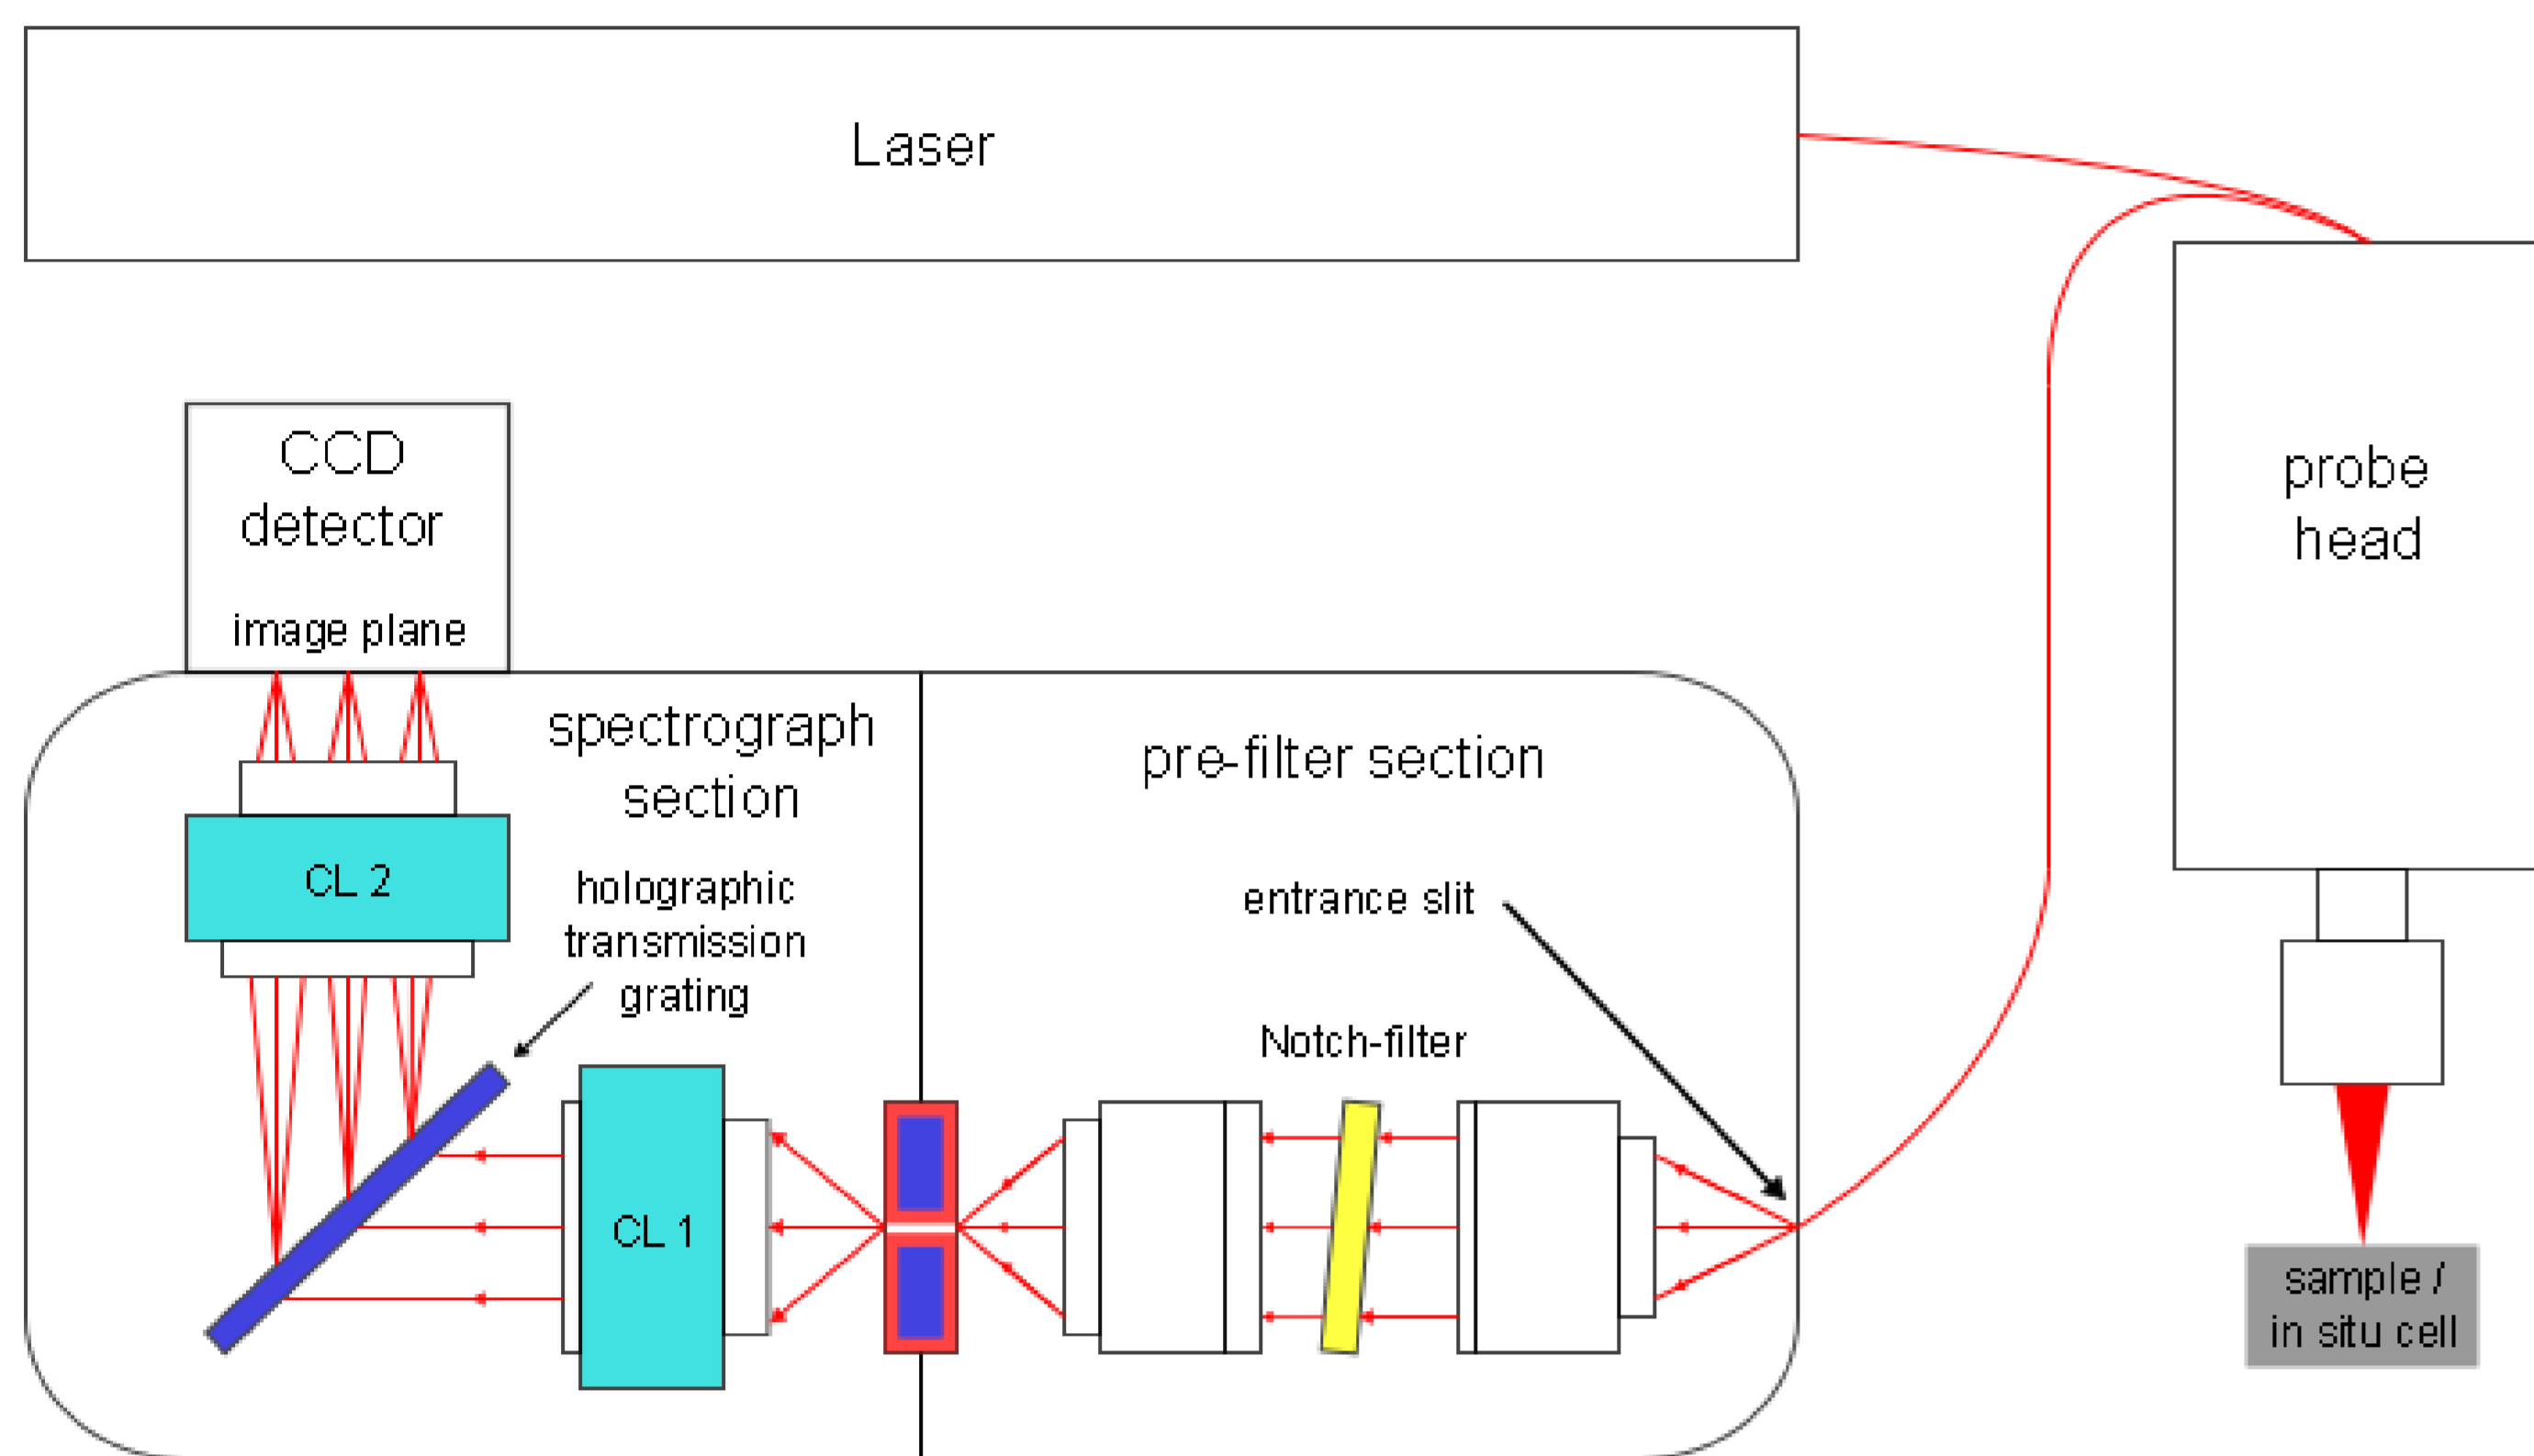 Laser
CCD
detector
image plane
probe
head
spectrograph
section
pre-filter section
CL 2
holographic
transmission
grating
entrance slit
Notch-filter
CL 1
sample /
in situ cell